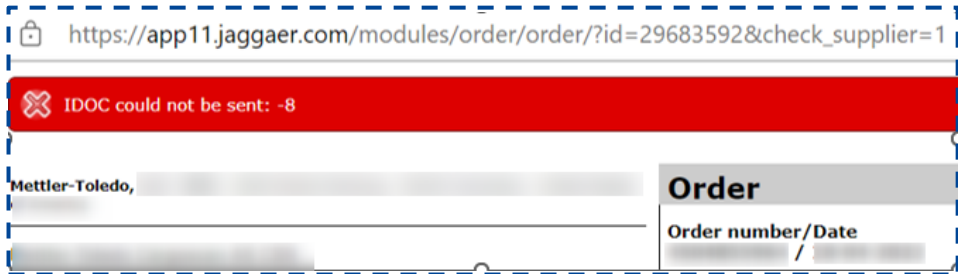 https://app11.jaggaer.com/modules/order/order/?id=29683592&check_supplier=1
IDOC could not be sent: -8
Mettler-Toledo,
Order
Order number/Date
/